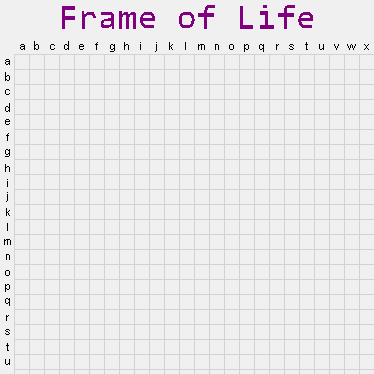 Frame of Life
a b c d e f g h i j k l m n o p q r s t u v w x
a
b
c
d
e
f
g
h
i
j
k
l
m
n
o
p
q
r
s
t
u